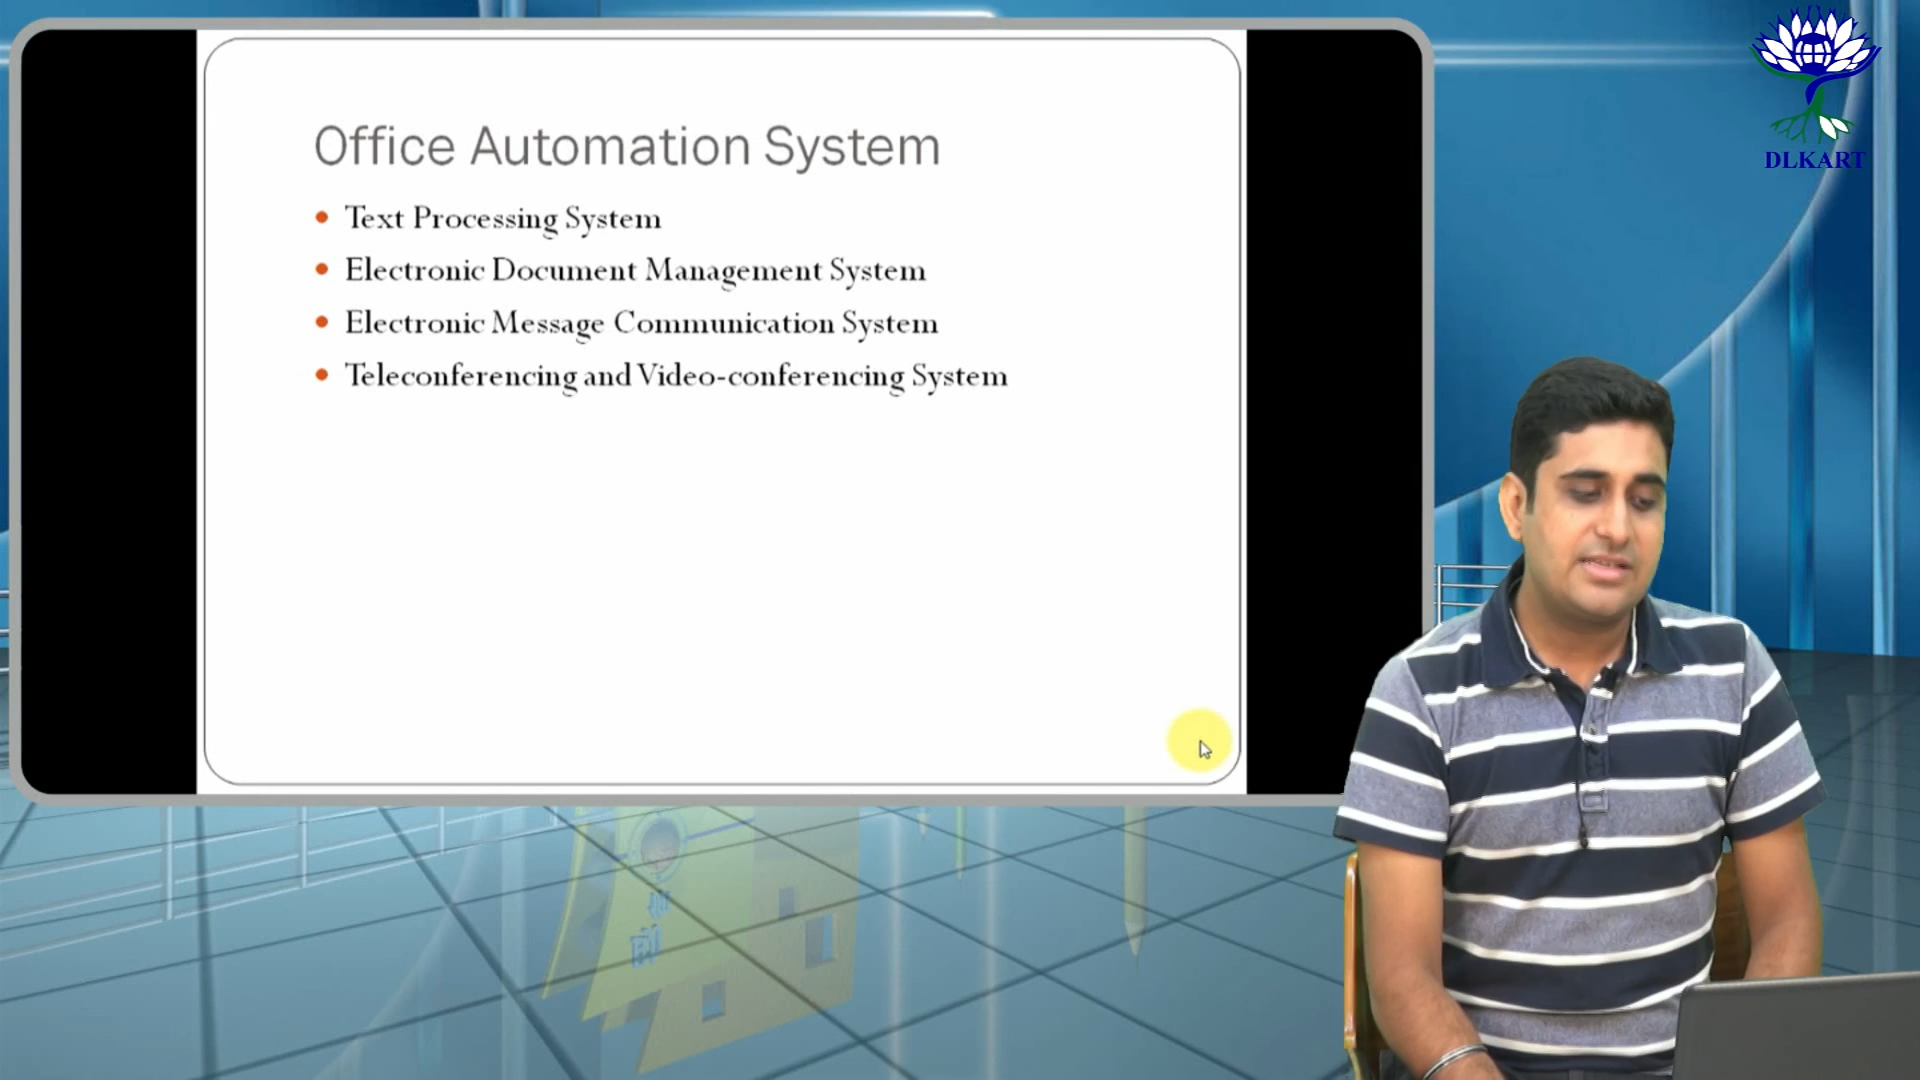 Office Automation System
Text Processing System
Electronic Document Management System
Electronic Message Communication System
Teleconferencing and Video-conferencing System
DLKART